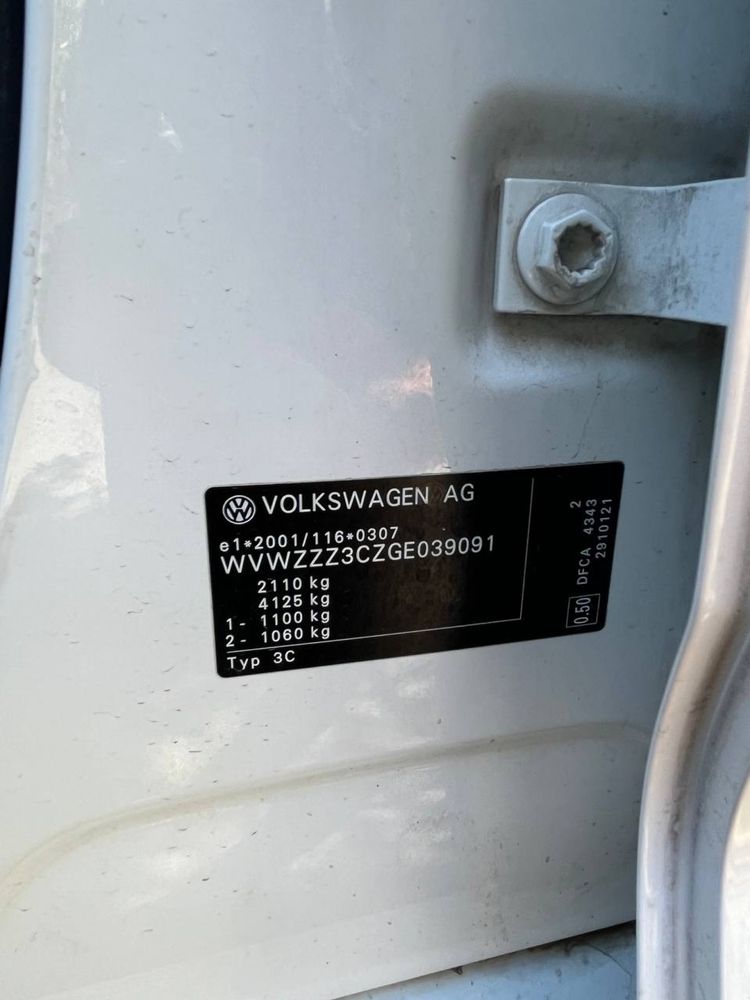 VOLKSWAGEN AG
e1*2001/116*0307
WVWZZZ3CZGE039091
2110 kg
4125 kg
1- 1100 kg
2- 1060 kg
Typ 3C
0.50 DFCA 4343 2
2910121